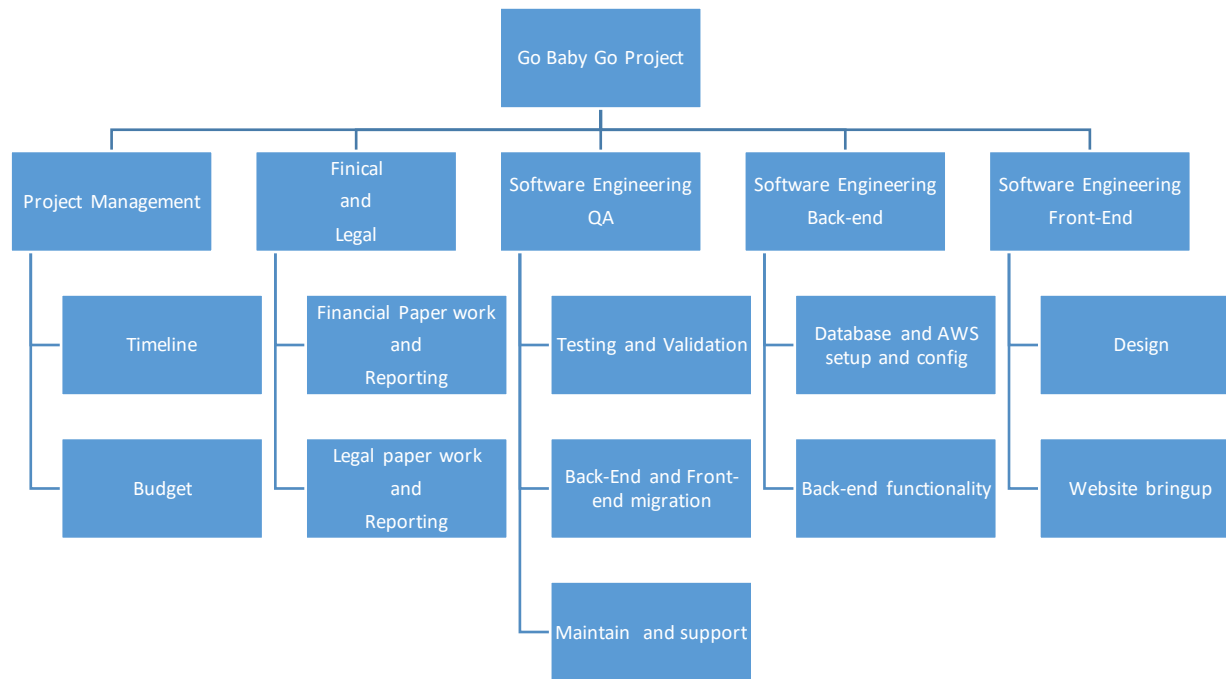 Go Baby Go Project
Project Management
Finical
and
Legal
Software Engineering
QA
Software Engineering
Back-end
Software Engineering
Front-End
Timeline
Financial Paper work
and
Reporting
Testing and Validation
Database and AWS
setup and config
Design
Budget
Legal paper work
and
Reporting
Back-End and Front-
end migration
Back-end functionality
Website bringup
Maintain and support